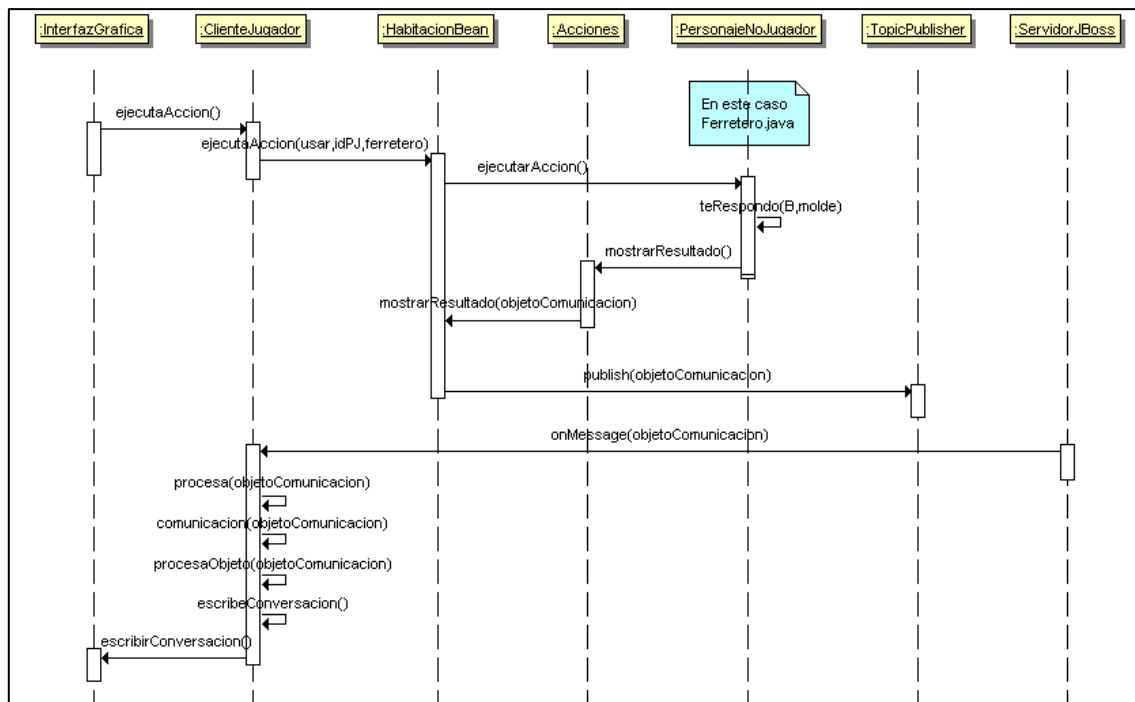 :InterfazGrafica
:ClienteJugador
:HabitacionBean
:Acciones
:PersonajeNoJugador
:TopicPublisher
:ServidorJBoss
En este caso
Ferretero.java
ejecutaAccion()
ejecutaAccion(usar,idPJ,ferretero)
ejecutarAccion()
teRespondo(B,molde)
mostrarResultado()
mostrarResultado(objetoComunicacion)
publish(objetoComunicacion)
onMessage(objetoComunicacion)
procesa(objetoComunicacion)
comunicacion(objetoComunicacion)
procesaObjeto(objetoComunicacion)
escribeConversacion()
escribirConversacion()